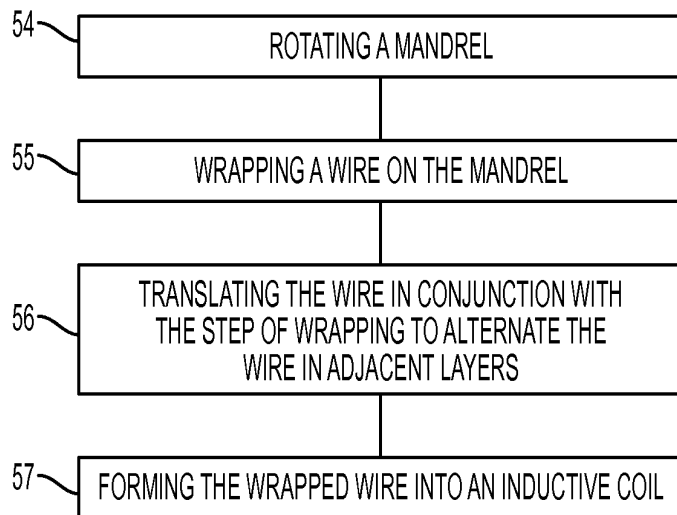 54
ROTATING A MANDREL
55
WRAPPING A WIRE ON THE MANDREL
56
TRANSLATING THE WIRE IN CONJUNCTION WITH
THE STEP OF WRAPPING TO ALTERNATE THE
WIRE IN ADJACENT LAYERS
57
FORMING THE WRAPPED WIRE INTO AN INDUCTIVE COIL